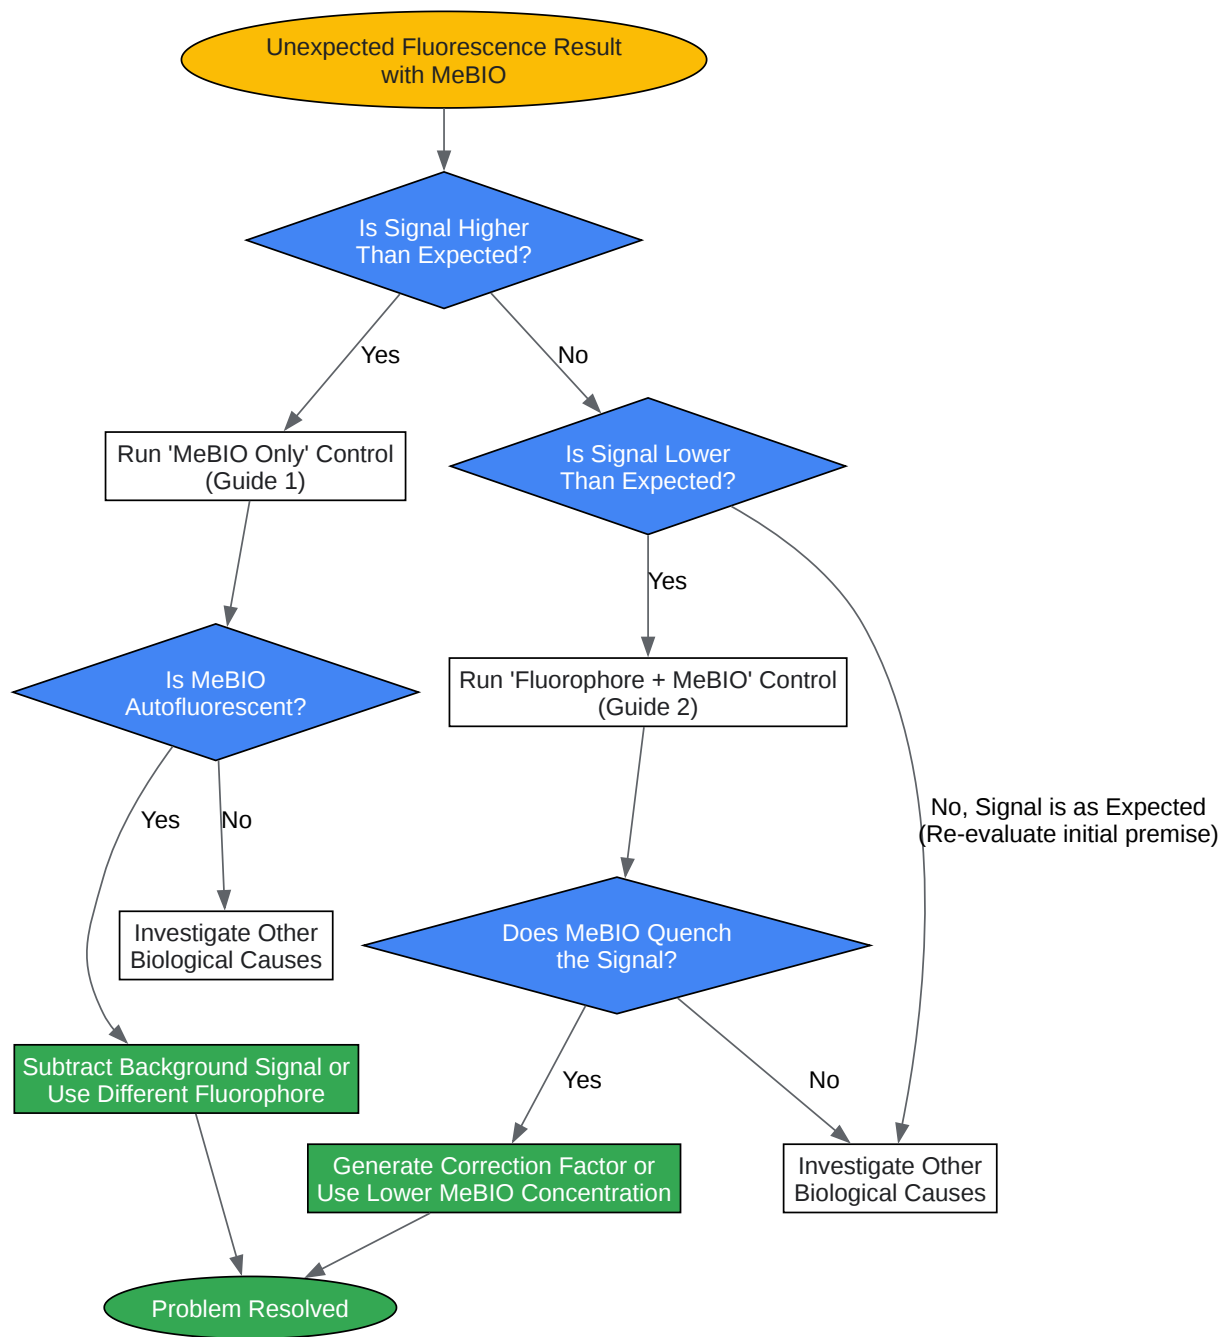 Unexpected Fluorescence Result
with MeBIO
Is Signal Higher
Than Expected?
Yes
No
Run 'MeBIO Only' Control
(Guide 1)
Is Signal Lower
Than Expected?
Yes
Is MeBIO
Autofluorescent?
Run 'Fluorophore + MeBIO' Control
(Guide 2)
No, Signal is as Expected
(Re-evaluate initial premise)
Yes
No
Investigate Other
Biological Causes
Does MeBIO Quench
the Signal?
Subtract Background Signal or
Use Different Fluorophore
Yes
No
Generate Correction Factor or
Use Lower MeBIO Concentration
Investigate Other
Biological Causes
Problem Resolved